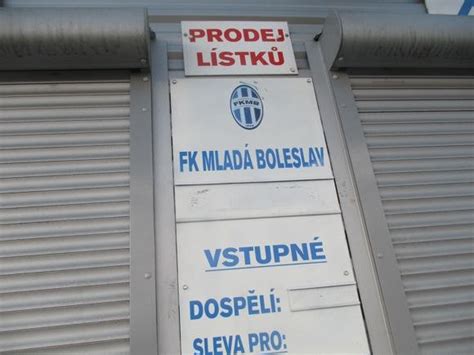 PRODEJ
LÍSTKŮ
FKMB
FK MLADÁ BOLESLAV
VSTUPNÉ
DOSPĚLÍ:
SLEVA PRO: